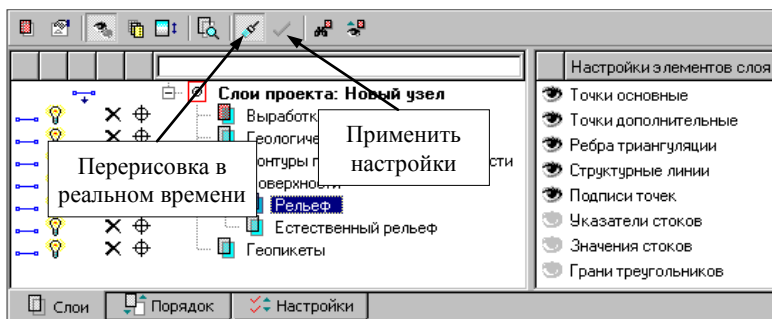 Настройки элементов слоя
Слои проекта: Новый узел
Точки основные
Выработк
Точки дополнительные
Геологиче
Применить
настройки
Ребра триангуляции
Перерисовка в
реальном времени
онтуры п
сти
Структурные линии
оверхности
Подписи точек
Рельеф
Указатели стоков
Естественный рельеф
Значения стоков
Геопикеты
Грани треугольников
Слои
Порядок
Настройки